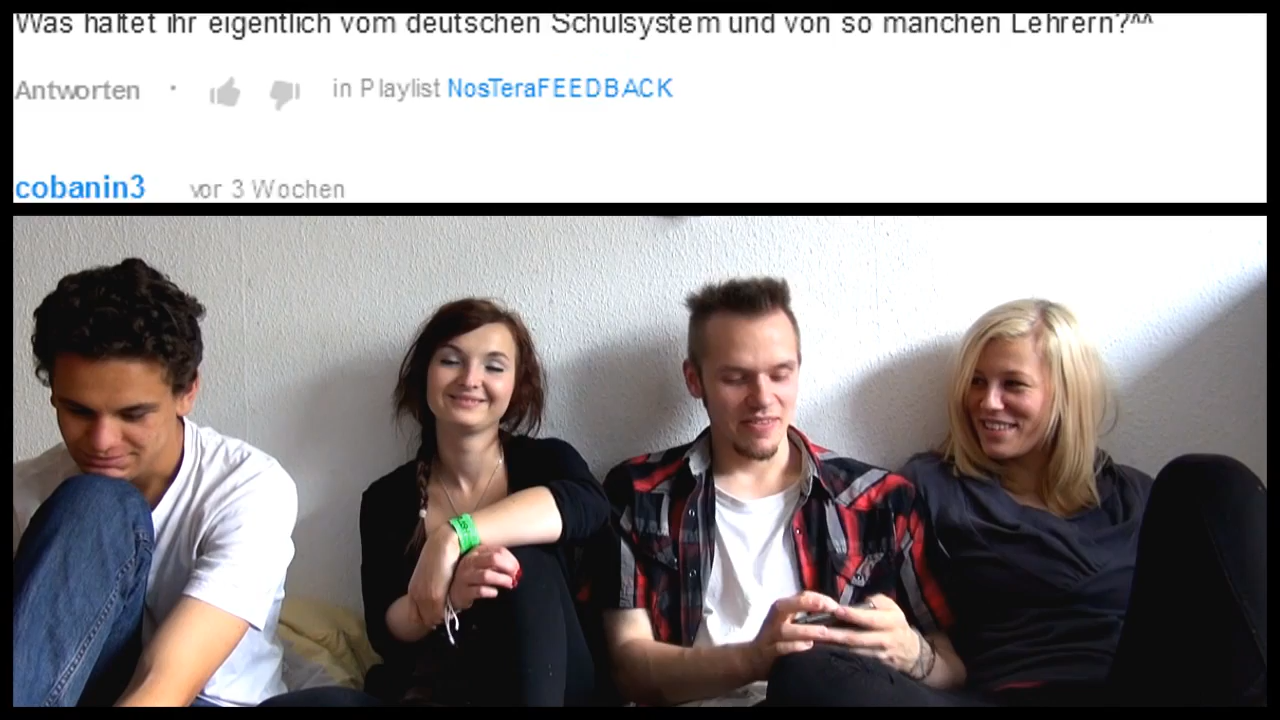 Was haltet ihr eigentlich vom deutschen Schulsystem und von so manchen Lehrern?^^
Antworten · in Playlist NosTeraFEEDBACK
cobanin3 vor 3 Wochen